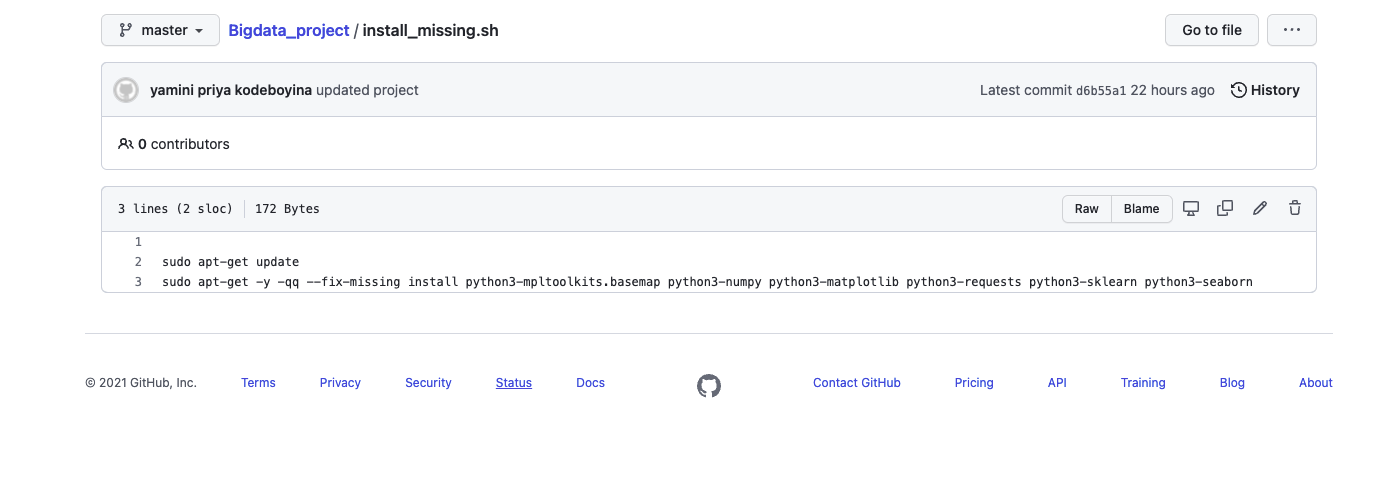 master Bigdata_project / install_missing.sh Go to file ...
yamini priya kodeboyina updated project Latest commit d6b55a1 22 hours ago History
0 contributors
3 lines (2 sloc) 172 Bytes Raw Blame
1
2 sudo apt-get update
3 sudo apt-get -y -qq --fix-missing install python3-mpltoolkits.basemap python3-numpy python3-matplotlib python3-requests python3-sklearn python3-seaborn
© 2021 GitHub, Inc. Terms Privacy Security Status Docs Contact GitHub Pricing API Training Blog About